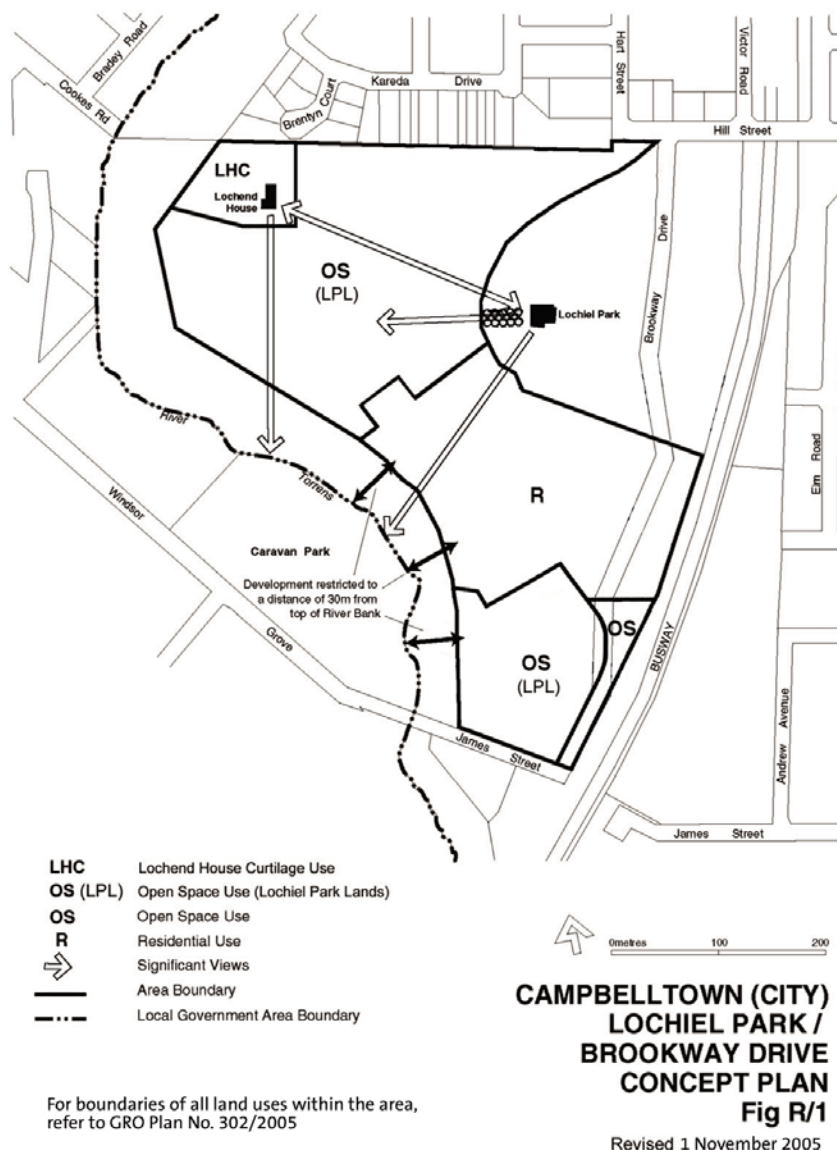 Bradey Road
Cookes Rd
Brentyn Court
Kareda Drive
Hart Street
Victor Road
Hill Street
LHC
Lochend
House
OS
(LPL)
Lochiel Park
Brookway Drive
River
Torrens
Windsor
Grove
Elm Road
R
Caravan Park
Development restricted to
a distance of 30m from
top of River Bank
OS
OS
(LPL)
BUSWAY
James Street
Andrew Avenue
James Street
LHC Lochend House Curtilage Use
OS (LPL) Open Space Use (Lochiel Park Lands)
OS Open Space Use
R Residential Use
Significant Views
Area Boundary
Local Government Area Boundary
0metres 100 200
CAMPBELLTOWN (CITY)
LOCHIEL PARK /
BROOKWAY DRIVE
CONCEPT PLAN
Fig R/1
Revised 1 November 2005
For boundaries of all land uses within the area,
refer to GRO Plan No. 302/2005